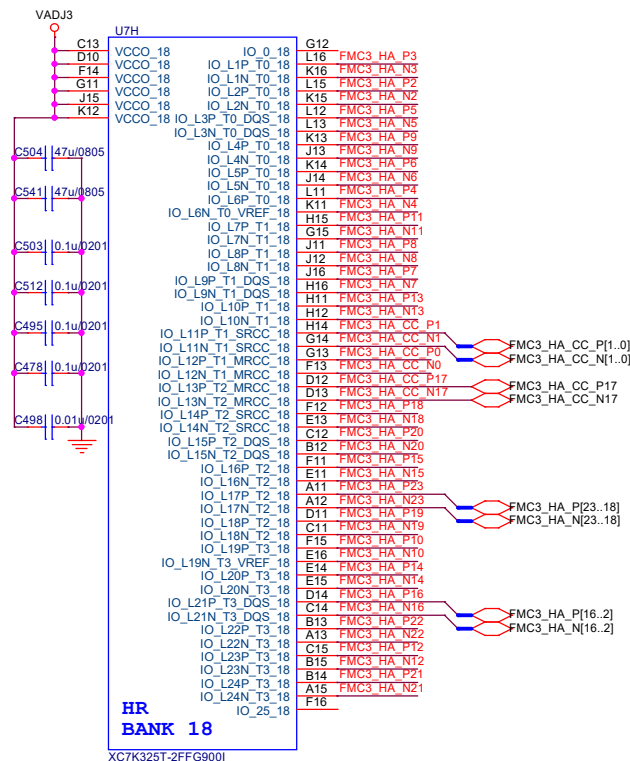 VADJ3
U7H
C13 VCCO_18 IO_0_18 G12
D10 VCCO_18 IO_L1P_T0_18 L16 FMC3_HA_P3
F14 VCCO_18 IO_L1N_T0_18 K16 FMC3_HA_N3
G11 VCCO_18 IO_L2P_T0_18 L15 FMC3_HA_P2
J15 VCCO_18 IO_L2N_T0_18 K15 FMC3_HA_N2
K12 VCCO_18 IO_L3P_T0_DQS_18 L12 FMC3_HA_P5
IO_L3N_T0_DQS_18 L13 FMC3_HA_N5
IO_L4P_T0_18 K13 FMC3_HA_P9
C504 47u/0805 IO_L4N_T0_18 J13 FMC3_HA_N9
IO_L5P_T0_18 K14 FMC3_HA_P6
IO_L5N_T0_18 J14 FMC3_HA_N6
C541 47u/0805 IO_L6P_T0_18 L11 FMC3_HA_P4
IO_L6N_T0_VREF_18 K11 FMC3_HA_N4
IO_L7P_T1_18 H15 FMC3_HA_P11
IO_L7N_T1_18 G15 FMC3_HA_N11
C503 0.1u/0201 IO_L8P_T1_18 J11 FMC3_HA_P8
IO_L8N_T1_18 J12 FMC3_HA_N8
IO_L9P_T1_DQS_18 J16 FMC3_HA_P7
C512 0.1u/0201 IO_L9N_T1_DQS_18 H16 FMC3_HA_N7
IO_L10P_T1_18 H11 FMC3_HA_P13
IO_L10N_T1_18 H12 FMC3_HA_N13
C495 0.1u/0201 IO_L11P_T1_SRCC_18 H14 FMC3_HA_CC_P1
IO_L11N_T1_SRCC_18 G14 FMC3_HA_CC_N1 FMC3_HA_CC_P[1..0]
IO_L12P_T1_MRCC_18 G13 FMC3_HA_CC_P0 FMC3_HA_CC_N[1..0]
C478 0.1u/0201 IO_L12N_T1_MRCC_18 F13 FMC3_HA_CC_N0
IO_L13P_T2_MRCC_18 D12 FMC3_HA_CC_P17 FMC3_HA_CC_P17
IO_L13N_T2_MRCC_18 D13 FMC3_HA_CC_N17 FMC3_HA_CC_N17
IO_L14P_T2_SRCC_18 F12 FMC3_HA_P18
C498 0.01u/0201 IO_L14N_T2_SRCC_18 E13 FMC3_HA_N18
IO_L15P_T2_DQS_18 C12 FMC3_HA_P20
IO_L15N_T2_DQS_18 B12 FMC3_HA_N20
IO_L16P_T2_18 F11 FMC3_HA_P15
IO_L16N_T2_18 E11 FMC3_HA_N15
IO_L17P_T2_18 A11 FMC3_HA_P23
IO_L17N_T2_18 A12 FMC3_HA_N23 FMC3_HA_P[23..18]
IO_L18P_T2_18 D11 FMC3_HA_P19 FMC3_HA_N[23..18]
IO_L18N_T2_18 C11 FMC3_HA_N19
IO_L19P_T3_18 F15 FMC3_HA_P10
IO_L19N_T3_VREF_18 E16 FMC3_HA_N10
IO_L20P_T3_18 E14 FMC3_HA_P14
IO_L20N_T3_18 E15 FMC3_HA_N14
IO_L21P_T3_DQS_18 D14 FMC3_HA_P16
IO_L21N_T3_DQS_18 C14 FMC3_HA_N16 FMC3_HA_P[16..2]
IO_L22P_T3_18 B13 FMC3_HA_P22 FMC3_HA_N[16..2]
IO_L22N_T3_18 A13 FMC3_HA_N22
IO_L23P_T3_18 C15 FMC3_HA_P12
IO_L23N_T3_18 B15 FMC3_HA_N12
IO_L24P_T3_18 B14 FMC3_HA_P21
IO_L24N_T3_18 A15 FMC3_HA_N21
HR IO_25_18 F16
BANK 18
XC7K325T-2FFG900I